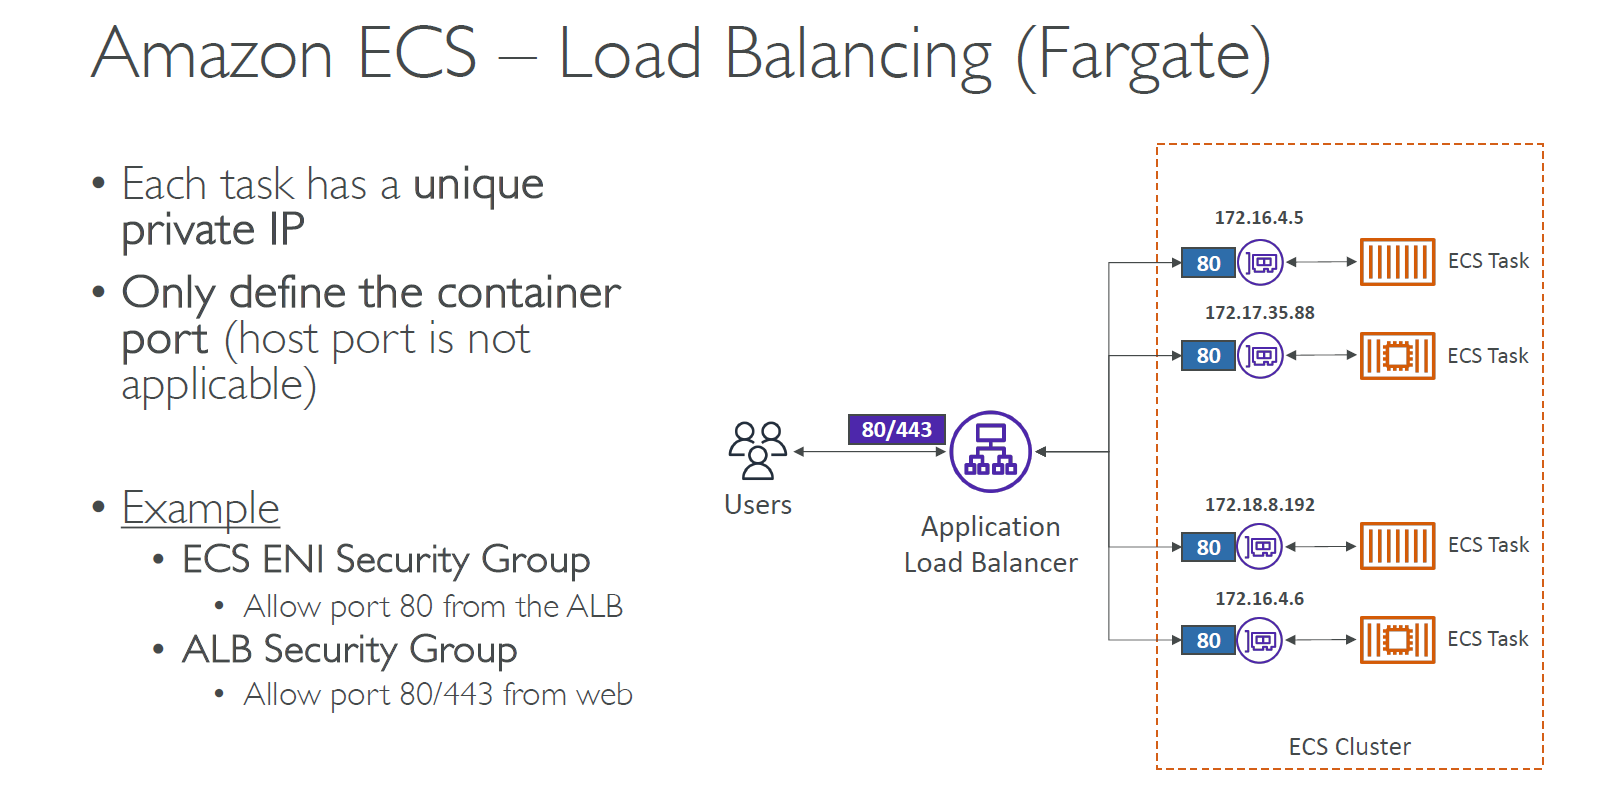 Amazon ECS – Load Balancing (Fargate)
• Each task has a unique
private IP
• Only define the container
port (host port is not
applicable)
• Example
• ECS ENI Security Group
• Allow port 80 from the ALB
• ALB Security Group
• Allow port 80/443 from web
Users
80/443
Application
Load Balancer
172.16.4.5
80
ECS Task
172.17.35.88
80
ECS Task
172.18.8.192
80
ECS Task
172.16.4.6
80
ECS Task
ECS Cluster